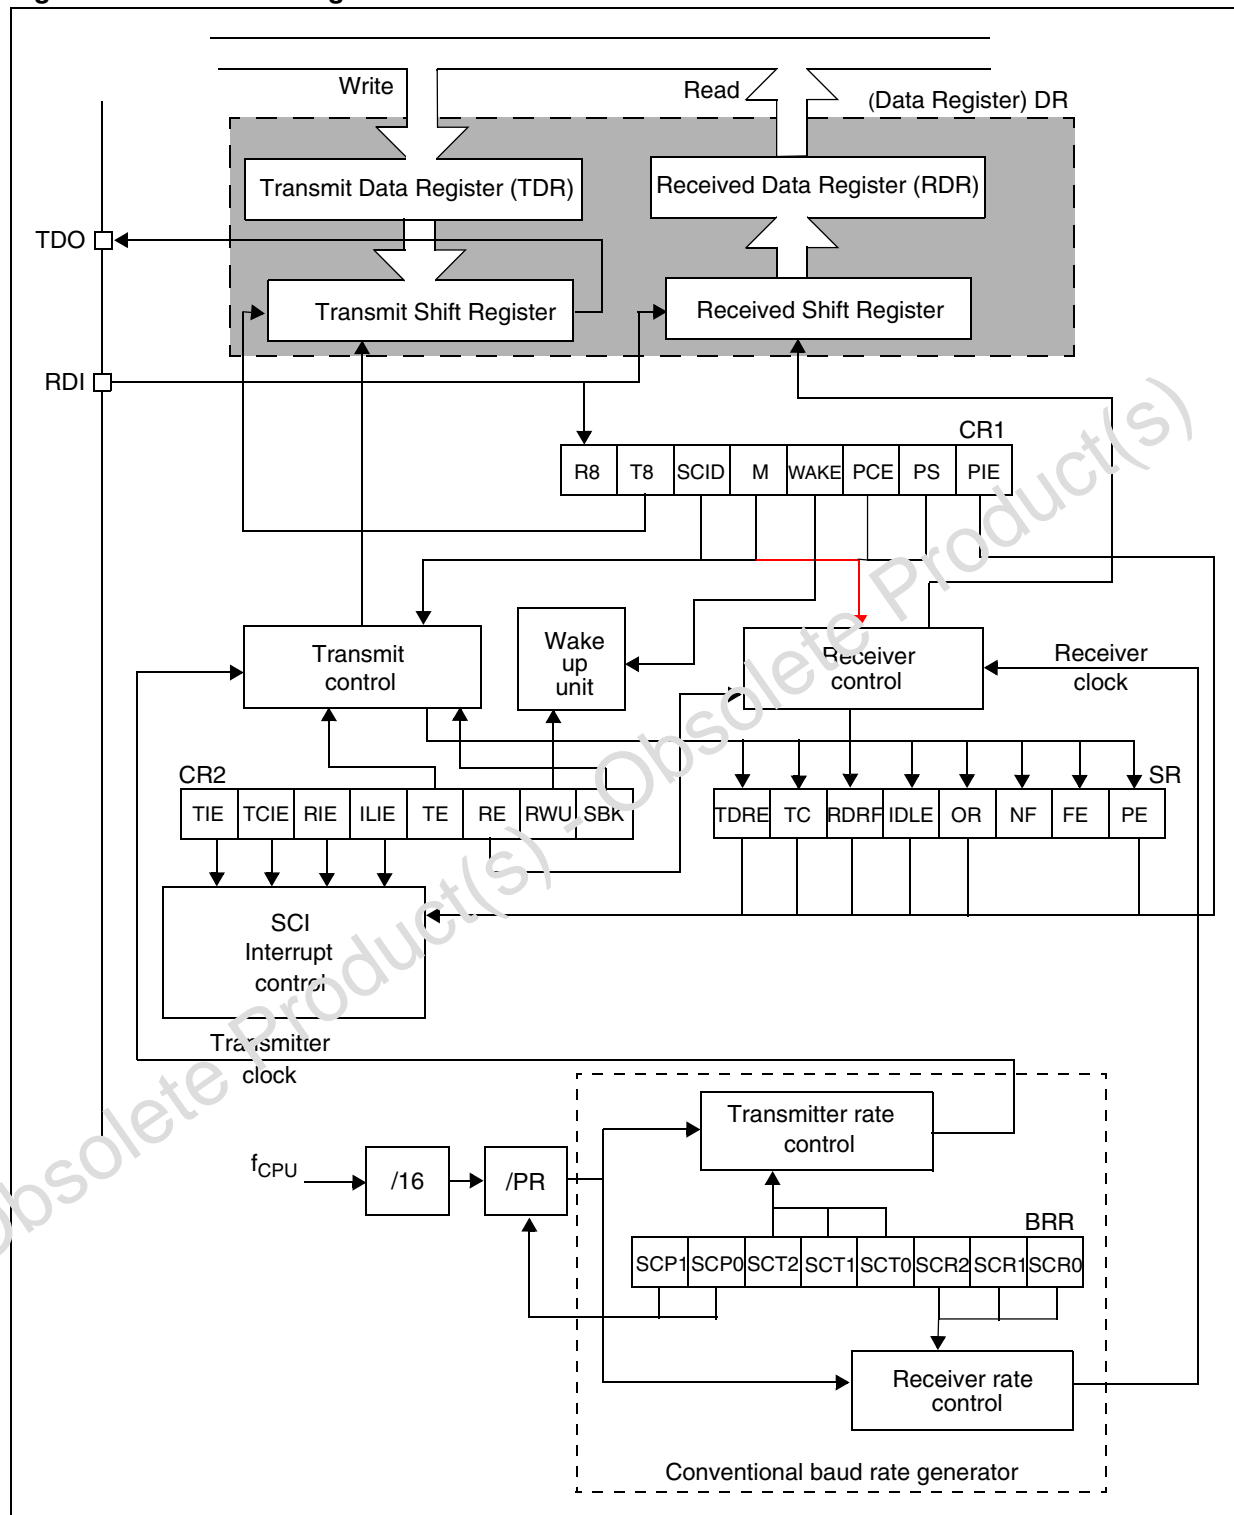 Write
Read
(Data Register) DR
Transmit Data Register (TDR)
Received Data Register (RDR)
TDO
Transmit Shift Register
Received Shift Register
RDI
CR1
R8 T8 SCID M WAKE PCE PS PIE
Transmit
control
Wake
up
unit
Receiver
control
Receiver
clock
CR2
TIE TCIE RIE ILIE TE RE RWU SBK
SR
TDRE TC RDRF IDLE OR NF FE PE
SCI
Interrupt
control
Transmitter
clock
Transmitter rate
control
fCPU
/16
/PR
BRR
SCP1 SCP0 SCT2 SCT1 SCT0 SCR2 SCR1 SCR0
Receiver rate
control
Conventional baud rate generator
Obsolete Product(s) - Obsolete Product(s)